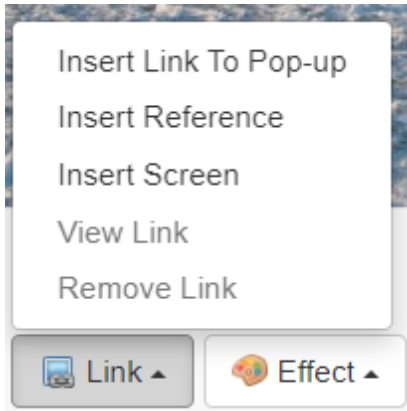 Insert Link To Pop-up
Insert Reference
Insert Screen
View Link
Remove Link
Link
Effect